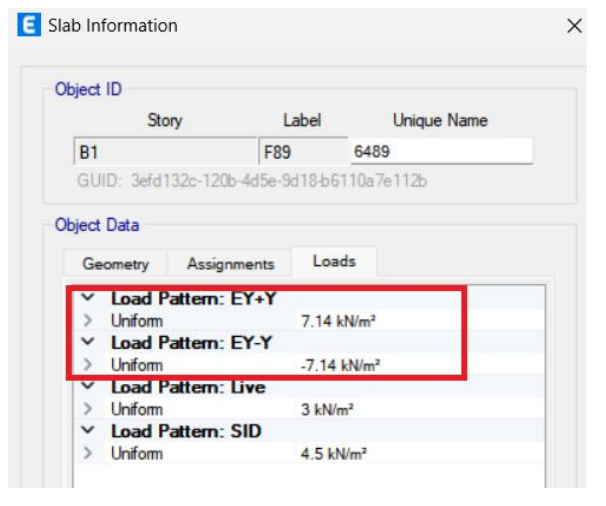 E Slab Information
Object ID
Story Label Unique Name
B1 F89 6489
GUID: 3efd132c-120b-4d5e-9d18-b6110a7e112b
Object Data
Geometry Assignments Loads
Load Pattern: EY+Y
Uniform 7.14 kN/m²
Load Pattern: EY-Y
Uniform -7.14 kN/m²
Load Pattern: Live
Uniform 3 kN/m²
Load Pattern: SID
Uniform 4.5 kN/m²